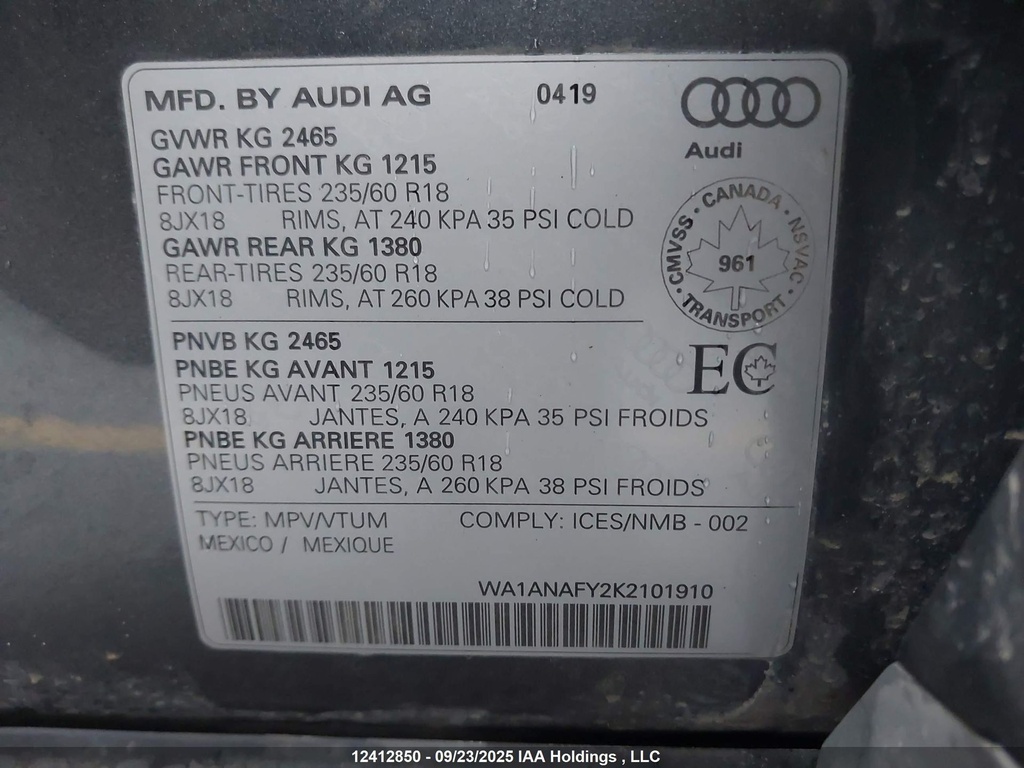 MFD. BY AUDI AG 0419
Audi
GVWR KG 2465
GAWR FRONT KG 1215
FRONT-TIRES 235/60 R18
8JX18 RIMS, AT 240 KPA 35 PSI COLD
GAWR REAR KG 1380
REAR-TIRES 235/60 R18
8JX18 RIMS, AT 260 KPA 38 PSI COLD
CMVSS · CANADA · NSVAC · TRANSPORT ·
961
PNVB KG 2465
PNBE KG AVANT 1215
PNEUS AVANT 235/60 R18
8JX18 JANTES, A 240 KPA 35 PSI FROIDS
PNBE KG ARRIERE 1380
PNEUS ARRIERE 235/60 R18
8JX18 JANTES, A 260 KPA 38 PSI FROIDS
EC
TYPE: MPV/VTUM COMPLY: ICES/NMB - 002
MEXICO / MEXIQUE
WA1ANAFY2K2101910
12412850 - 09/23/2025 IAA Holdings , LLC